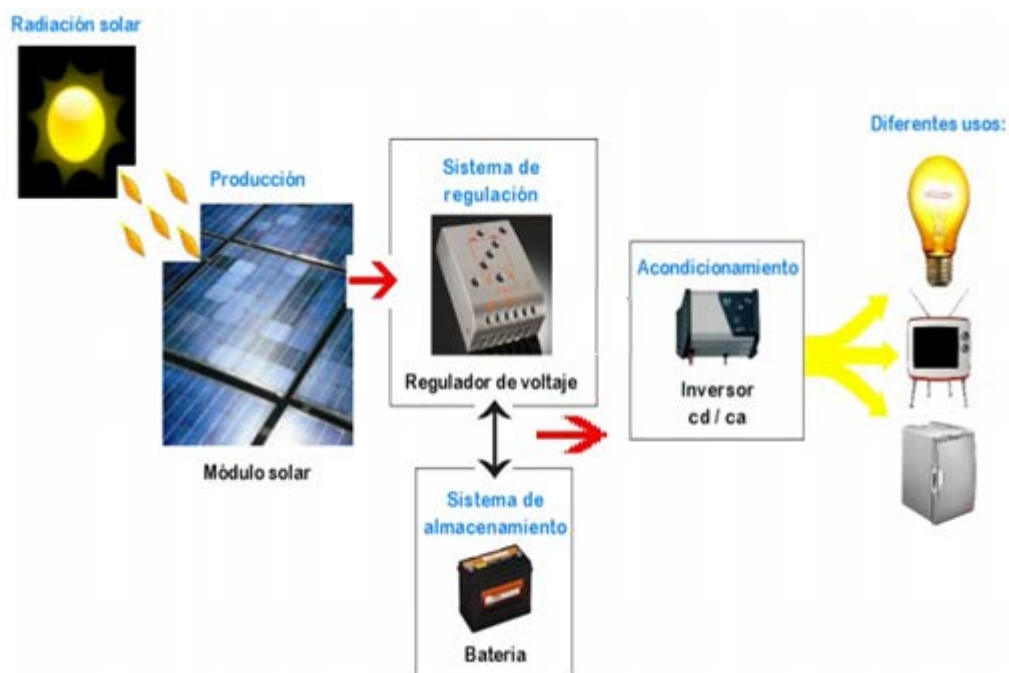 Radiación solar
Producción
Módulo solar
Sistema de
regulación
Regulador de voltaje
Sistema de
almacenamiento
Bateria
Acondicionamiento
Inversor
cd / ca
Diferentes usos: